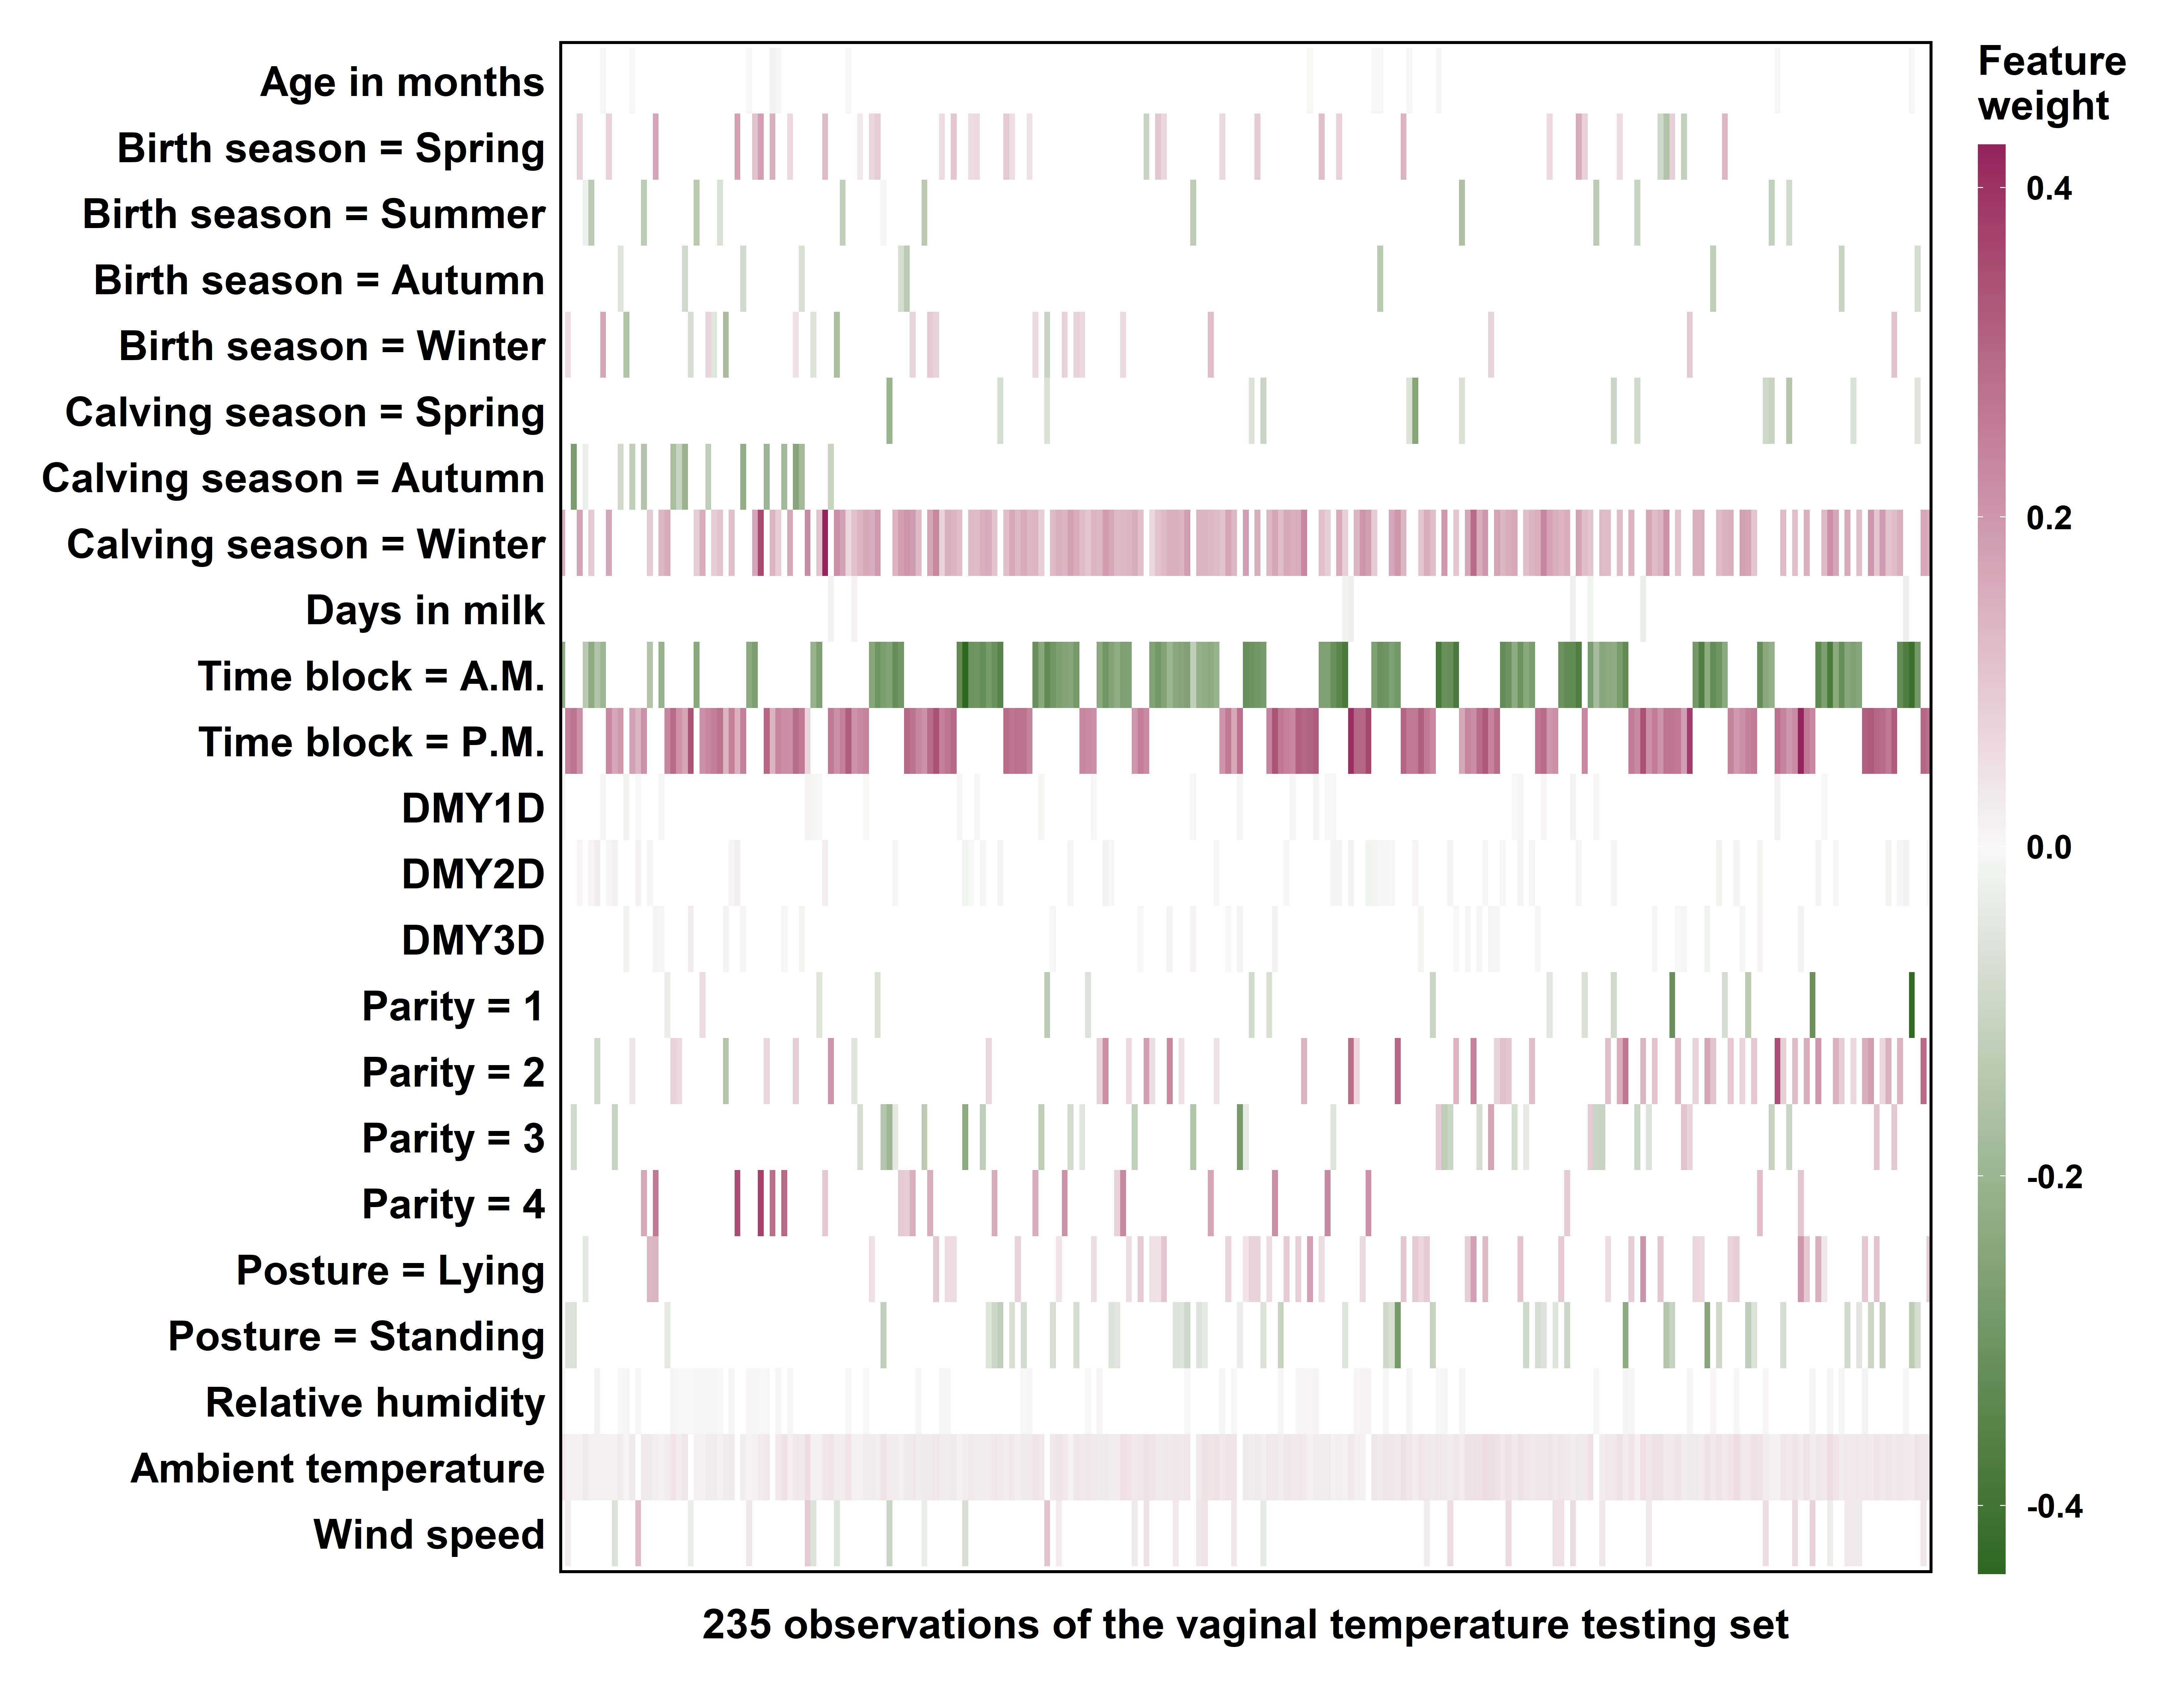 Feature
weight
Age in months
Birth season = Spring
Birth season = Summer
Birth season = Autumn
Birth season = Winter
Calving season = Spring
Calving season = Autumn
Calving season = Winter
Days in milk
Time block = A.M.
Time block = P.M.
DMY1D
DMY2D
DMY3D
Parity = 1
Parity = 2
Parity = 3
Parity = 4
Posture = Lying
Posture = Standing
Relative humidity
Ambient temperature
Wind speed
0.4
0.2
0.0
-0.2
-0.4
235 observations of the vaginal temperature testing set